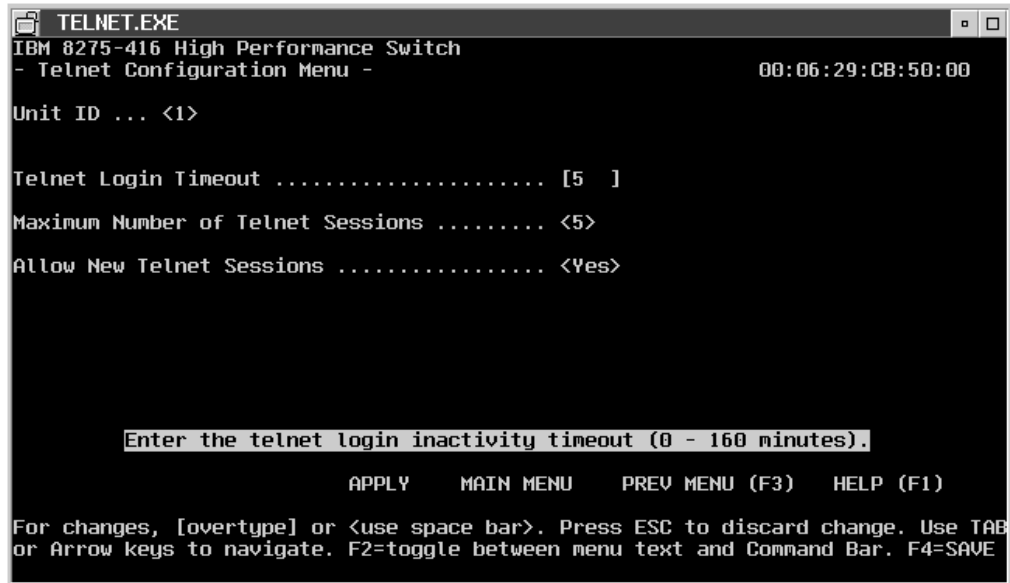 TELNET.EXE
IBM 8275-416 High Performance Switch
- Telnet Configuration Menu - 00:06:29:CB:50:00
Unit ID ... <1>
Telnet Login Timeout ...................... [5  ]
Maximum Number of Telnet Sessions ......... <5>
Allow New Telnet Sessions ................. <Yes>
Enter the telnet login inactivity timeout (0 - 160 minutes).
APPLY MAIN MENU PREV MENU (F3) HELP (F1)
For changes, [overtype] or <use space bar>. Press ESC to discard change. Use TAB
or Arrow keys to navigate. F2=toggle between menu text and Command Bar. F4=SAVE